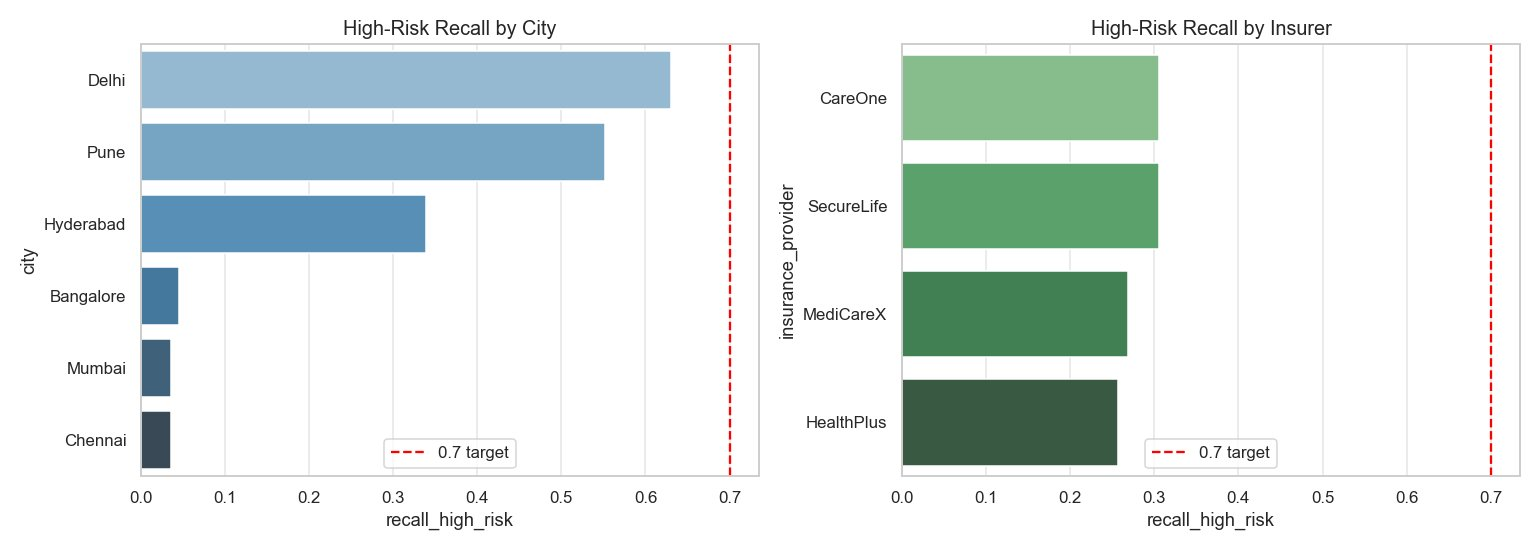 High-Risk Recall by City
city
Delhi
Pune
Hyderabad
Bangalore
Mumbai
Chennai
0.7 target
0.0 0.1 0.2 0.3 0.4 0.5 0.6 0.7
recall_high_risk
High-Risk Recall by Insurer
insurance_provider
CareOne
SecureLife
MediCareX
HealthPlus
0.7 target
0.0 0.1 0.2 0.3 0.4 0.5 0.6 0.7
recall_high_risk